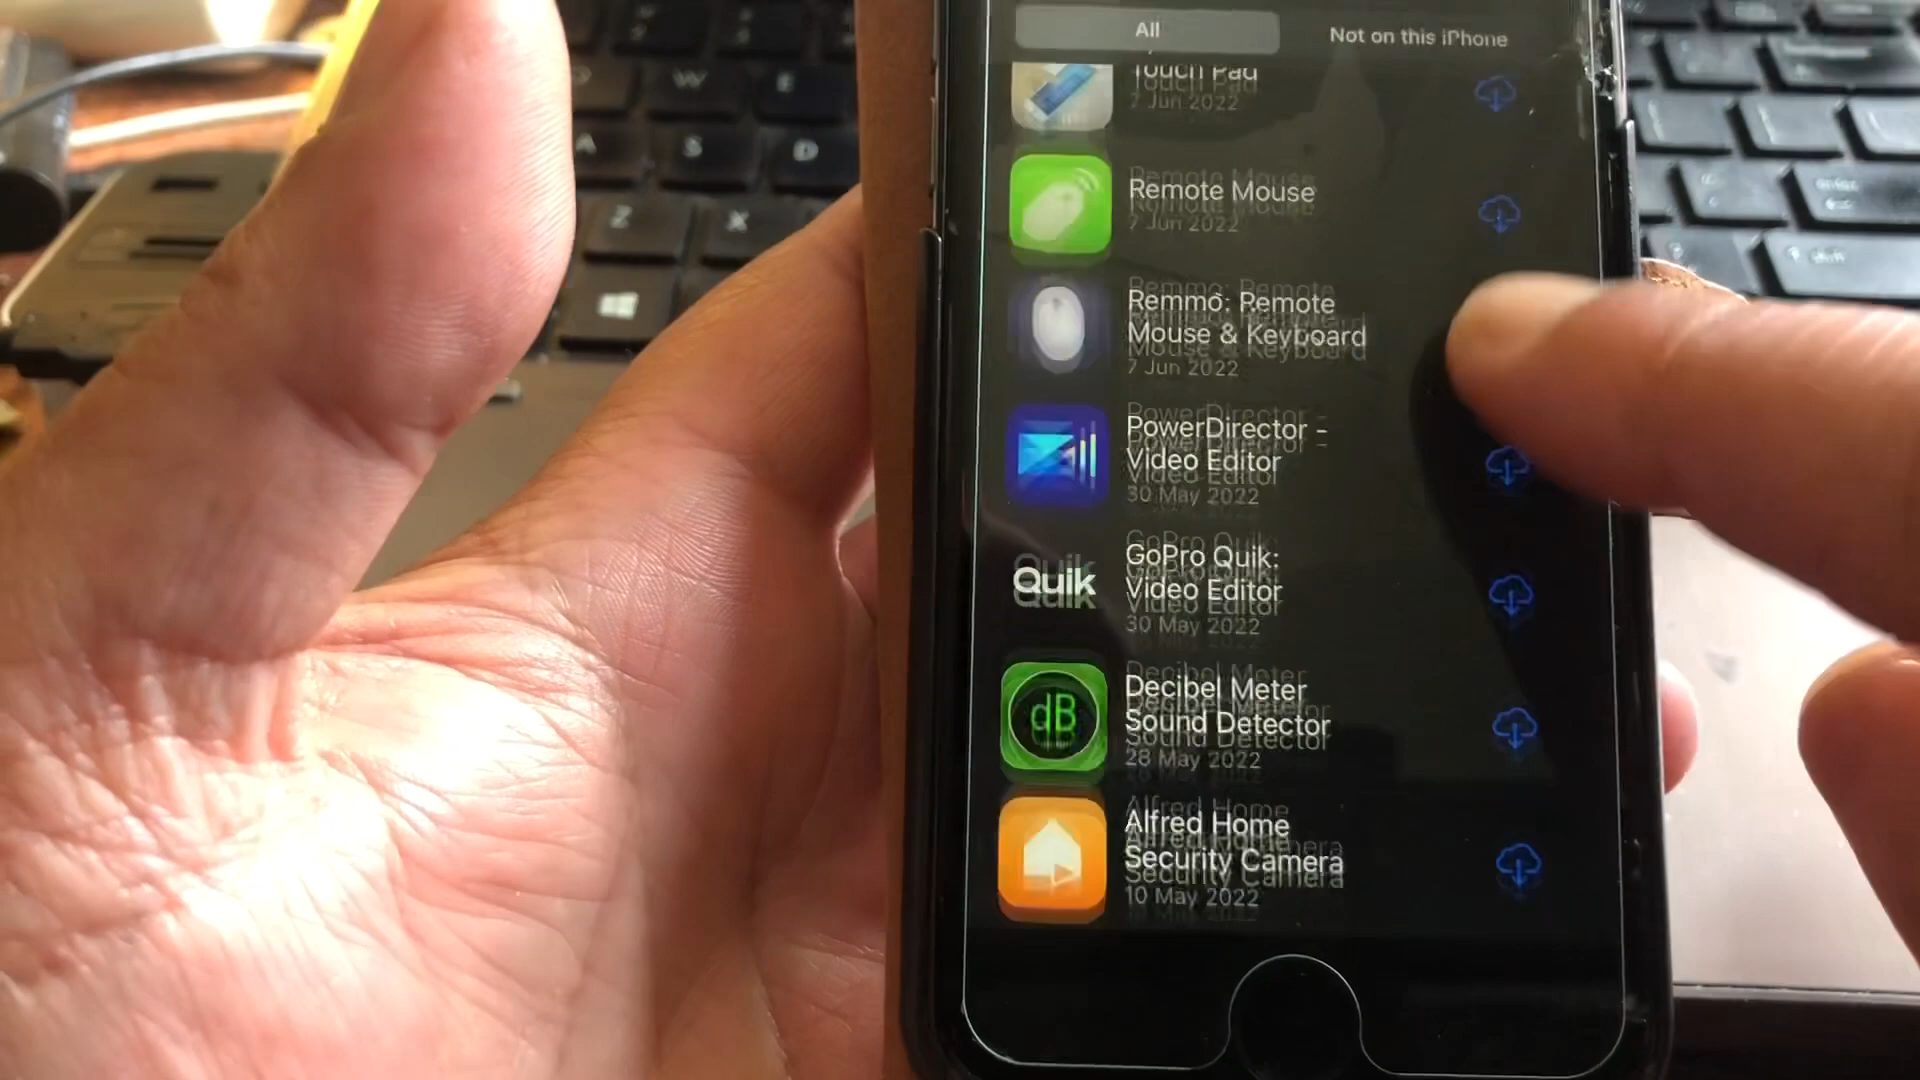 All
Not on this iPhone
Touch Pad
7 Jun 2022
Remote Mouse
7 Jun 2022
Remmo: Remote
Mouse & Keyboard
7 Jun 2022
PowerDirector -
Video Editor
30 May 2022
Quik
GoPro Quik:
Video Editor
30 May 2022
dB
Decibel Meter
Sound Detector
28 May 2022
Alfred Home
Security Camera
10 May 2022
W
E
A
S
D
Z
X